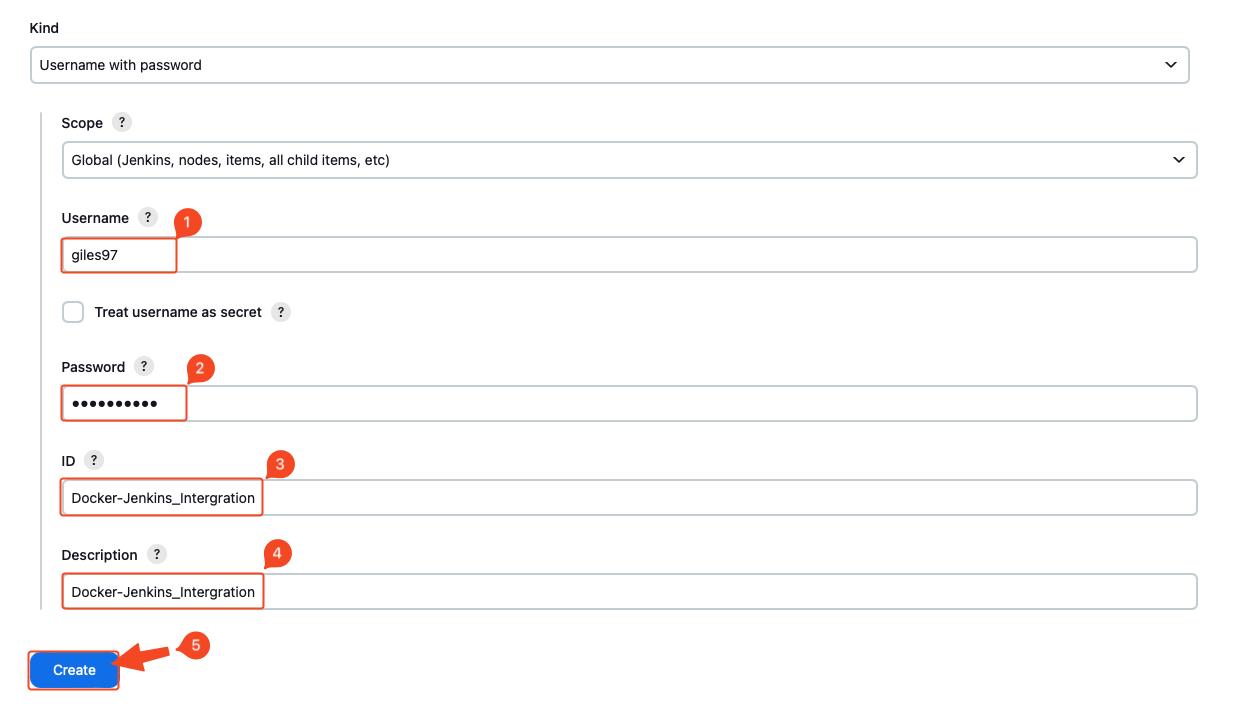 Kind
Username with password
Scope ?
Global (Jenkins, nodes, items, all child items, etc)
Username ?
1
giles97
Treat username as secret ?
Password ?
2
••••••••••
ID ?
3
Docker-Jenkins_Intergration
Description ?
4
Docker-Jenkins_Intergration
5
Create